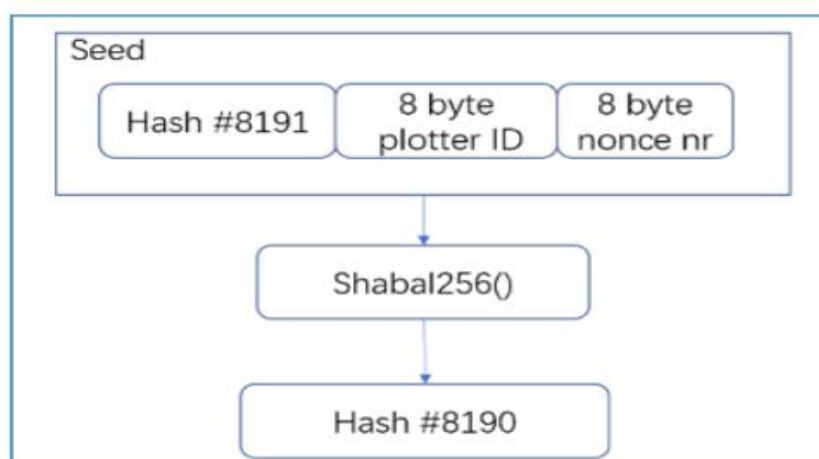 Seed
Hash #8191
8 byte
plotter ID
8 byte
nonce nr
Shabal256()
Hash #8190